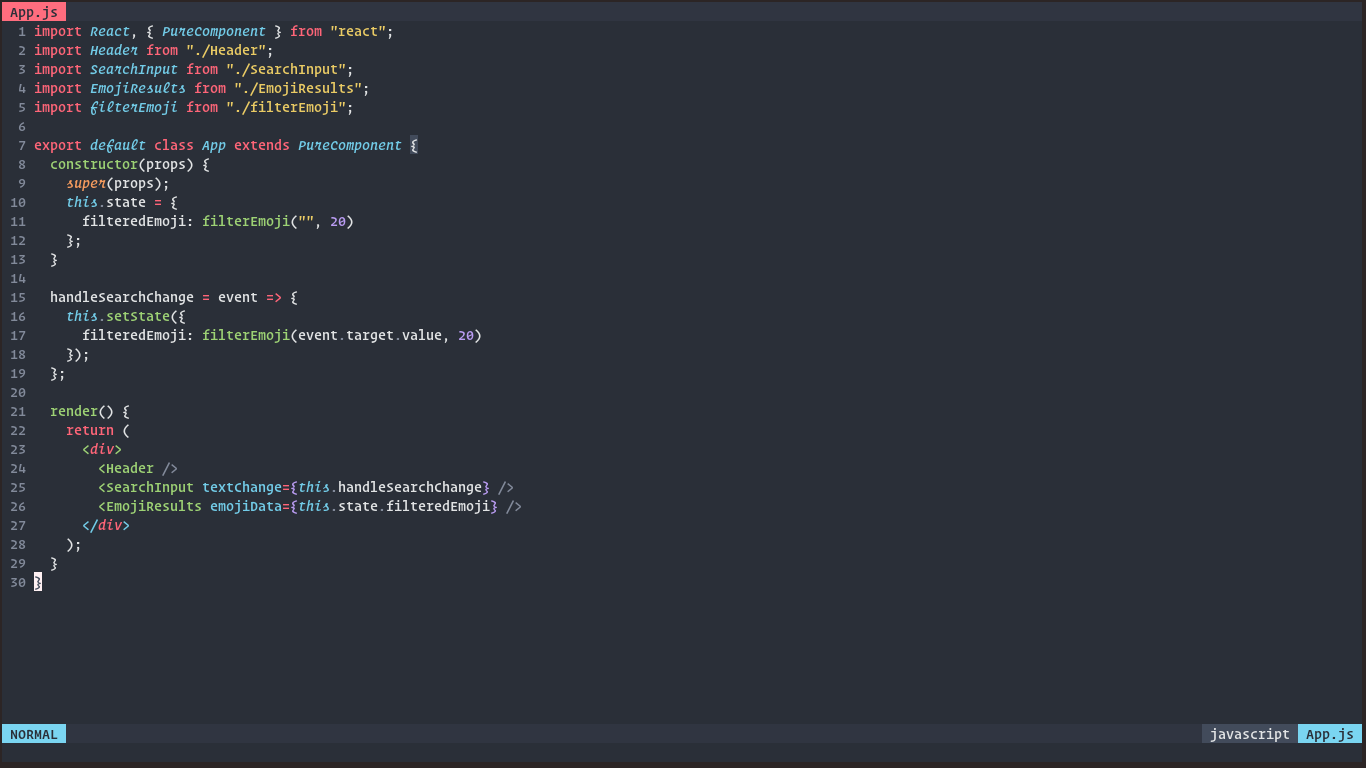 App.js
1 import React, { PureComponent } from "react";
2 import Header from "./Header";
3 import SearchInput from "./SearchInput";
4 import EmojiResults from "./EmojiResults";
5 import filterEmoji from "./filterEmoji";
6
7 export default class App extends PureComponent {
8   constructor(props) {
9     super(props);
10     this.state = {
11       filteredEmoji: filterEmoji("", 20)
12     };
13   }
14
15   handleSearchChange = event => {
16     this.setState({
17       filteredEmoji: filterEmoji(event.target.value, 20)
18     });
19   };
20
21   render() {
22     return (
23       <div>
24         <Header />
25         <SearchInput textChange={this.handleSearchChange} />
26         <EmojiResults emojiData={this.state.filteredEmoji} />
27       </div>
28     );
29   }
30 }
NORMAL javascript App.js